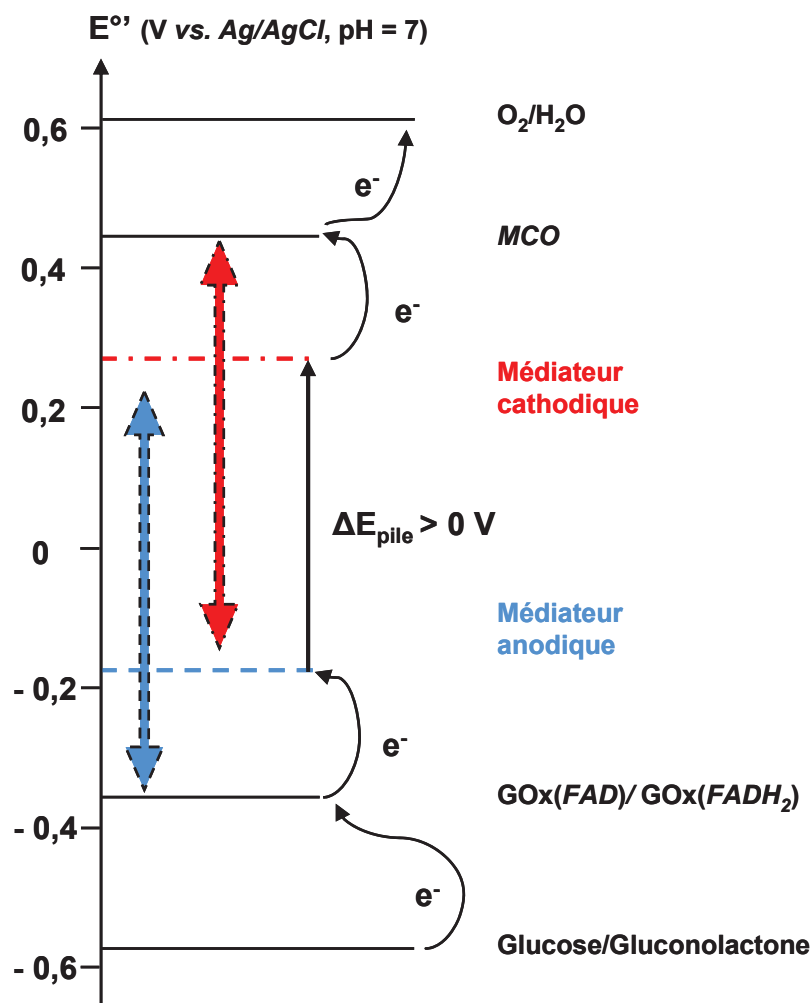 E°’ (V vs. Ag/AgCl, pH = 7)
0,6
O₂/H₂O
e⁻
MCO
0,4
e⁻
Médiateur
cathodique
0,2
ΔEpile > 0 V
0
Médiateur
anodique
- 0,2
e⁻
GOx(FAD)/ GOx(FADH₂)
- 0,4
e⁻
Glucose/Gluconolactone
- 0,6